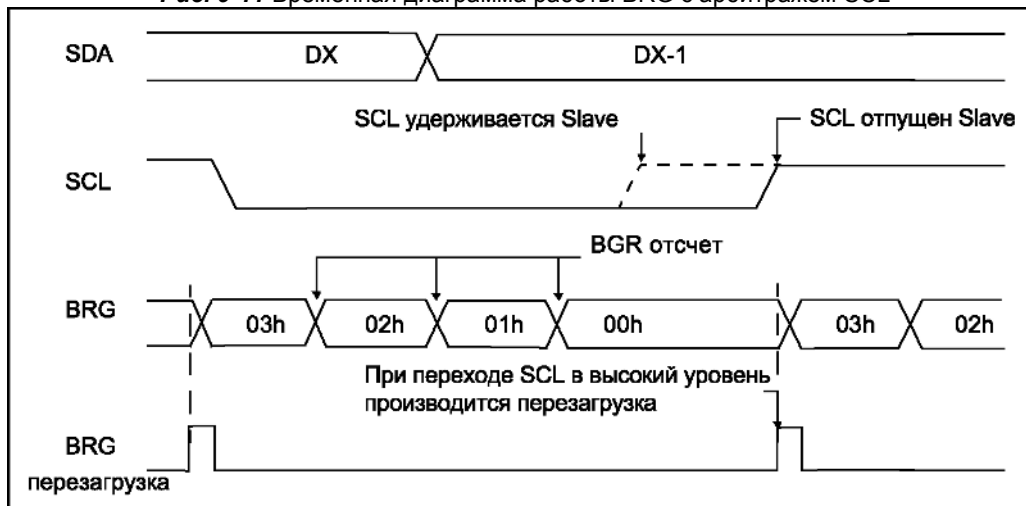 SDA DX DX-1
SCL удерживается Slave SCL отпущен Slave
SCL
BGR отсчет
BRG 03h 02h 01h 00h 03h 02h
При переходе SCL в высокий уровень
производится перезагрузка
BRG
перезагрузка